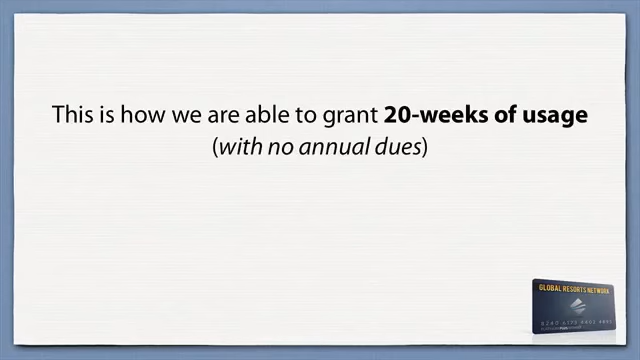 This is how we are able to grant 20-weeks of usage
(with no annual dues)
GLOBAL RESORTS NETWORK